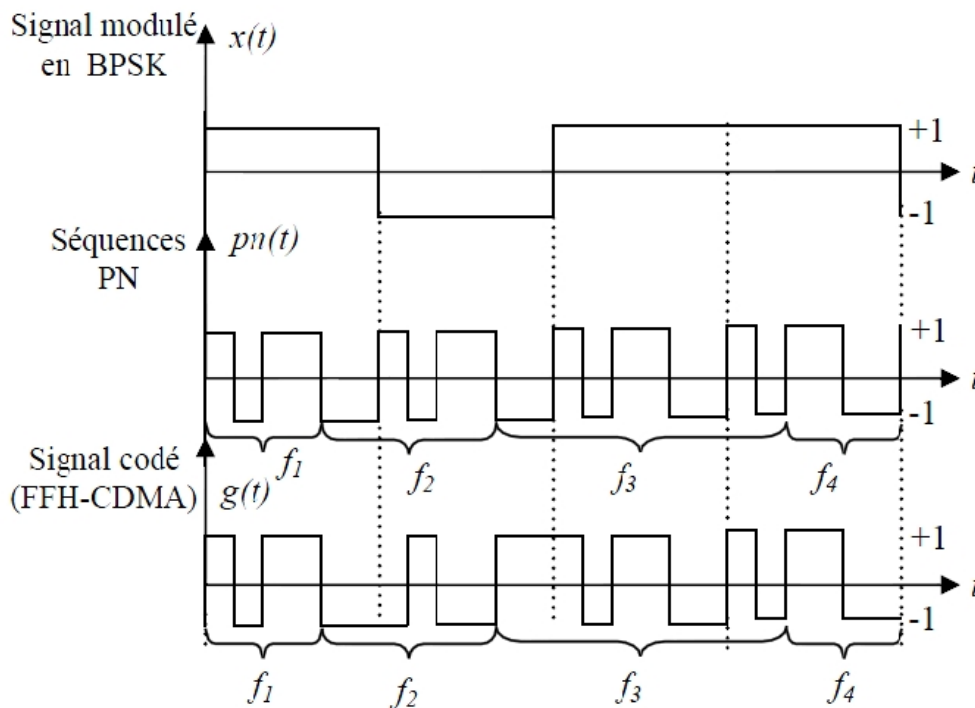 Signal modulé
en BPSK
x(t)
+1
t
-1
Séquences
PN
pn(t)
+1
t
-1
f1 f2 f3 f4
Signal codé
(FFH-CDMA)
g(t)
+1
t
-1
f1 f2 f3 f4